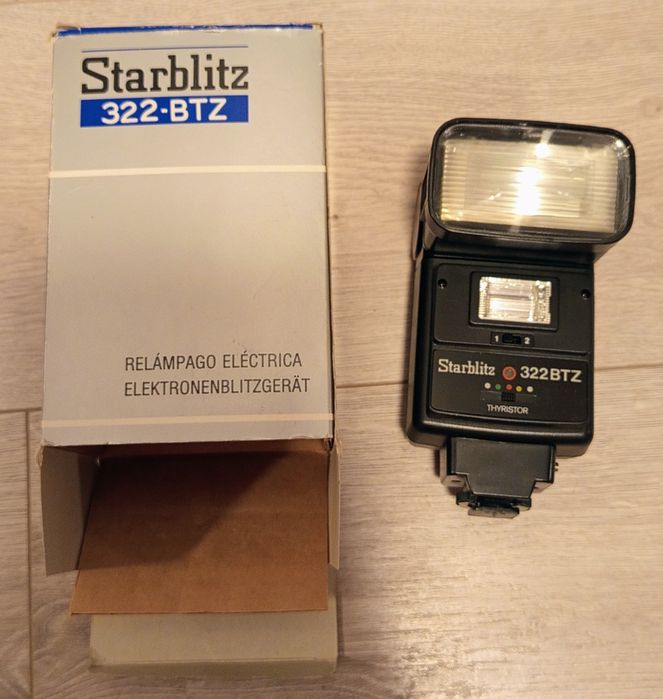 Starblitz
322-BTZ
RELÁMPAGO ELÉCTRICA
ELEKTRONENBLITZGERÄT
1 2
Starblitz 322BTZ
THYRISTOR